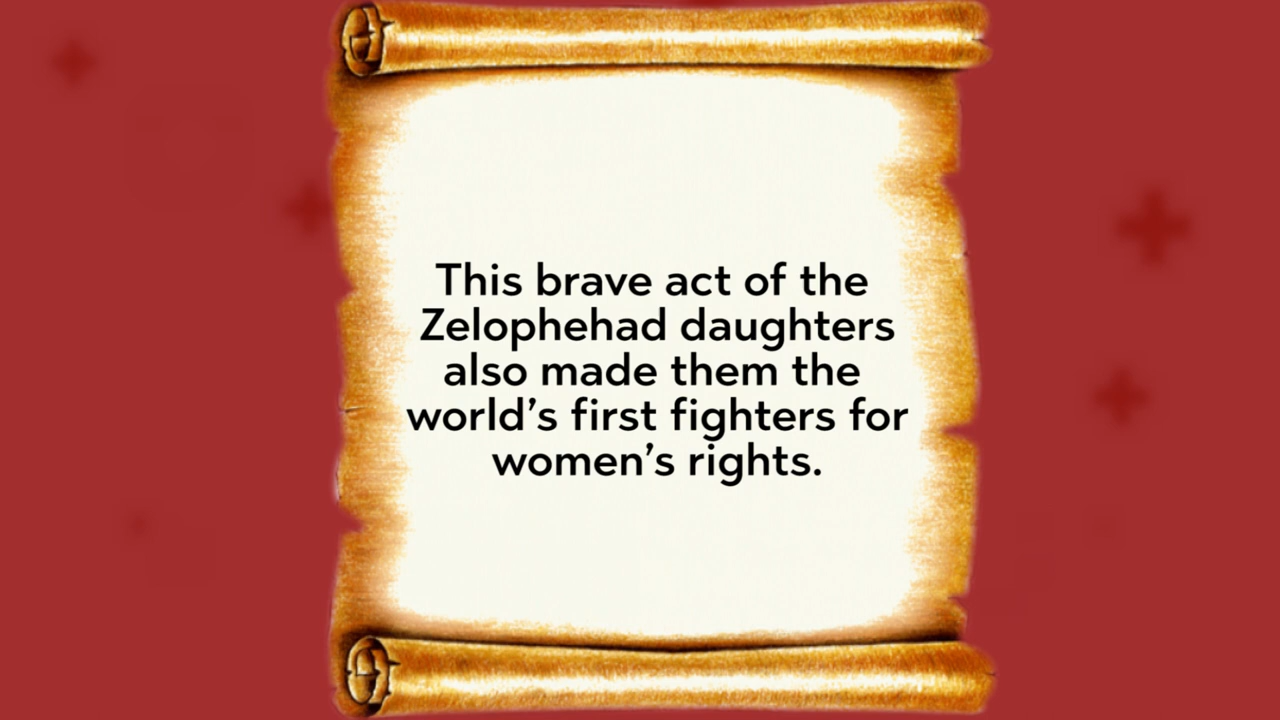 This brave act of the
Zelophehad daughters
also made them the
world’s first fighters for
women’s rights.